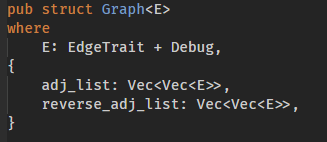 pub struct Graph<E>
where
    E: EdgeTrait + Debug,
{
    adj_list: Vec<Vec<E>>,
    reverse_adj_list: Vec<Vec<E>>,
}